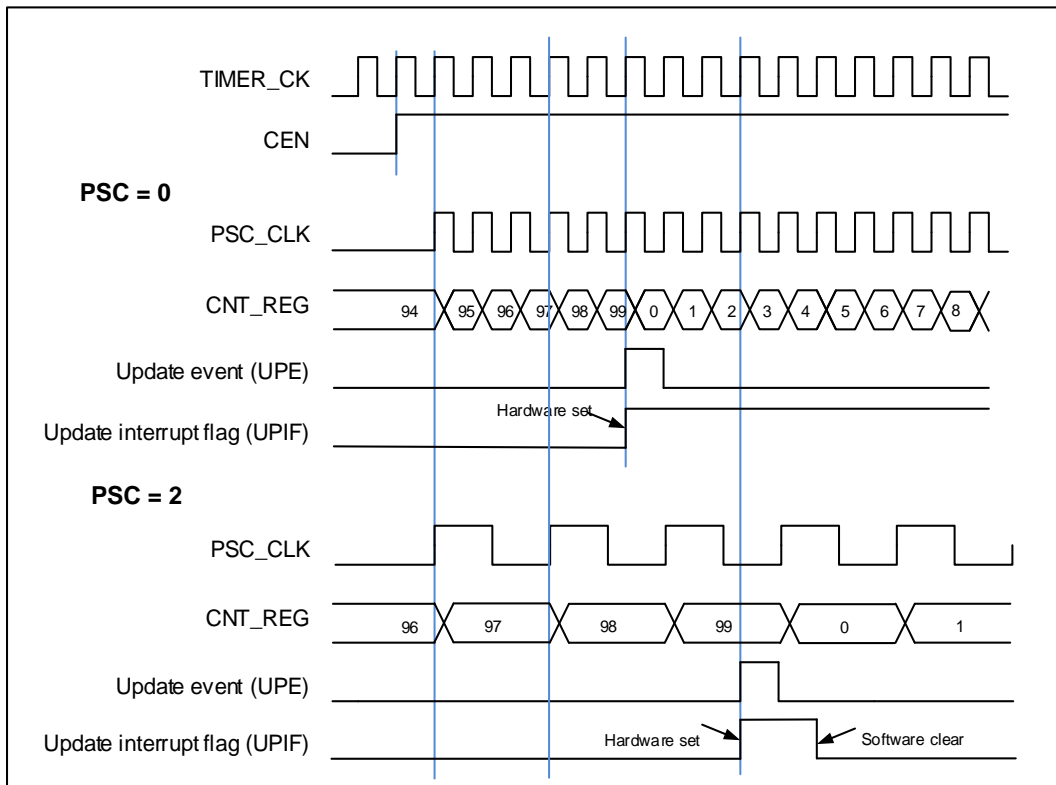 TIMER_CK
CEN
PSC = 0
PSC_CLK
CNT_REG 94 95 96 97 98 99 0 1 2 3 4 5 6 7 8
Update event (UPE)
Hardware set
Update interrupt flag (UPIF)
PSC = 2
PSC_CLK
CNT_REG 96 97 98 99 0 1
Update event (UPE)
Update interrupt flag (UPIF) Hardware set Software clear